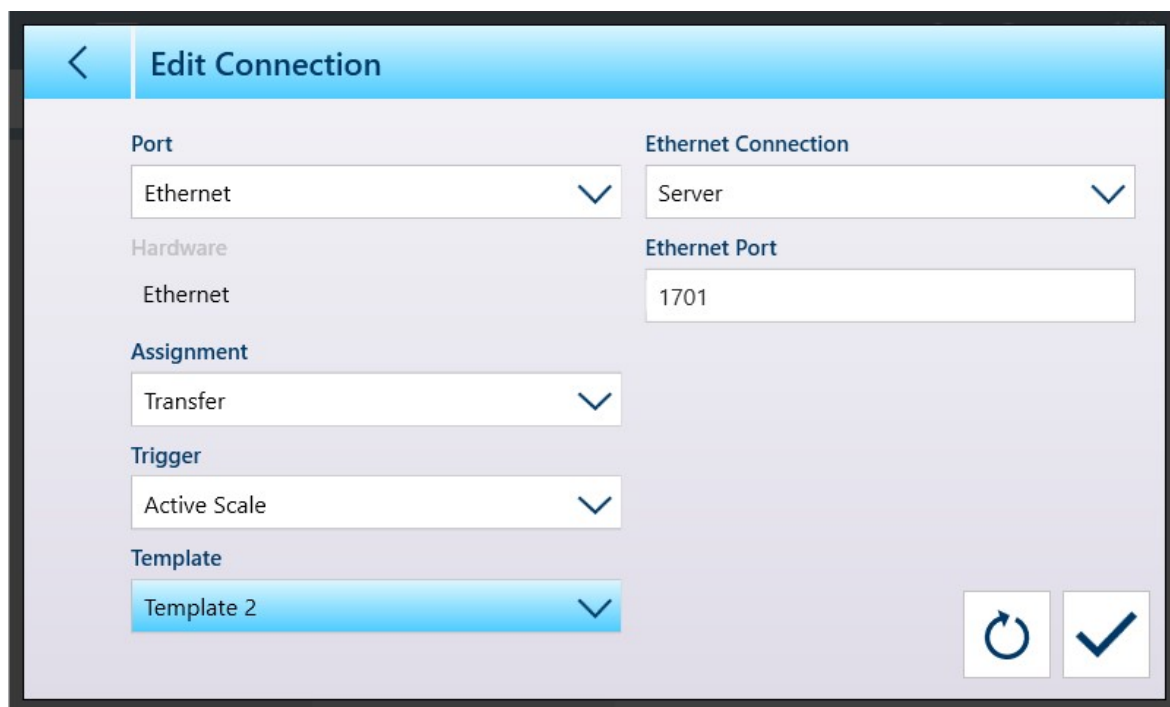 Edit Connection
Port
Ethernet
Hardware
Ethernet
Assignment
Transfer
Trigger
Active Scale
Template
Template 2
Ethernet Connection
Server
Ethernet Port
1701